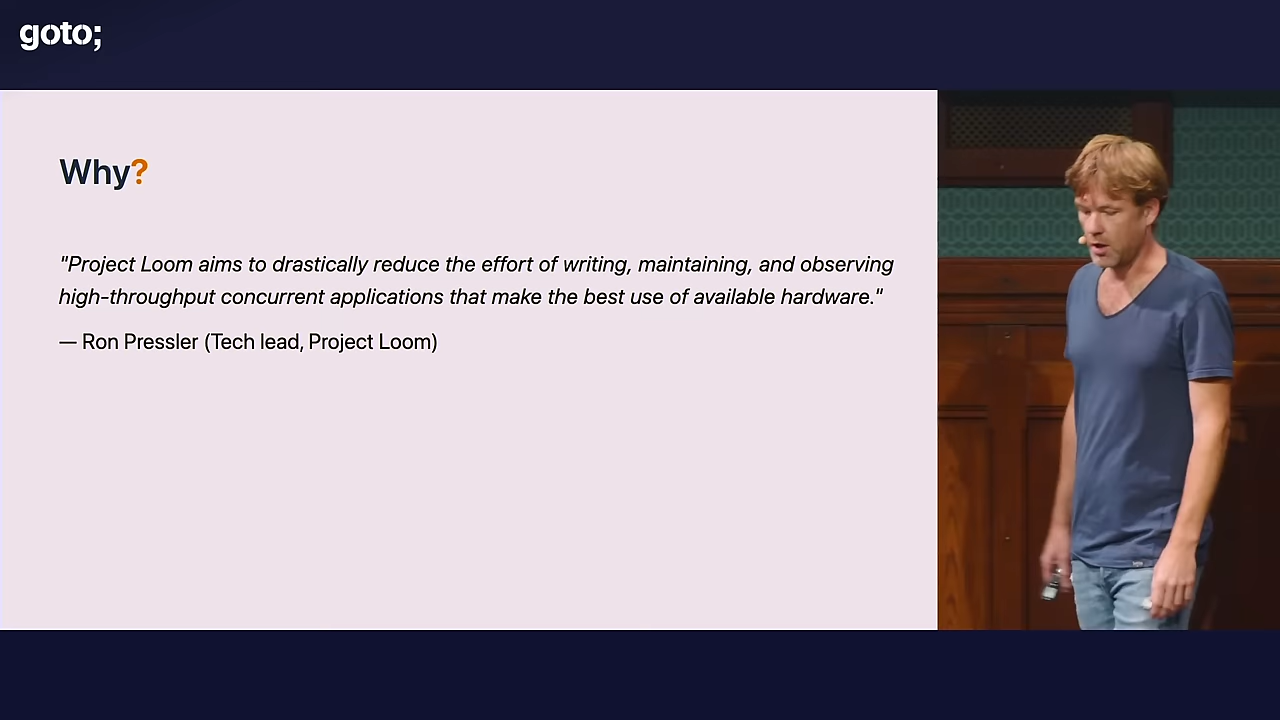 goto;
Why?
"Project Loom aims to drastically reduce the effort of writing, maintaining, and observing
high-throughput concurrent applications that make the best use of available hardware."
— Ron Pressler (Tech lead, Project Loom)